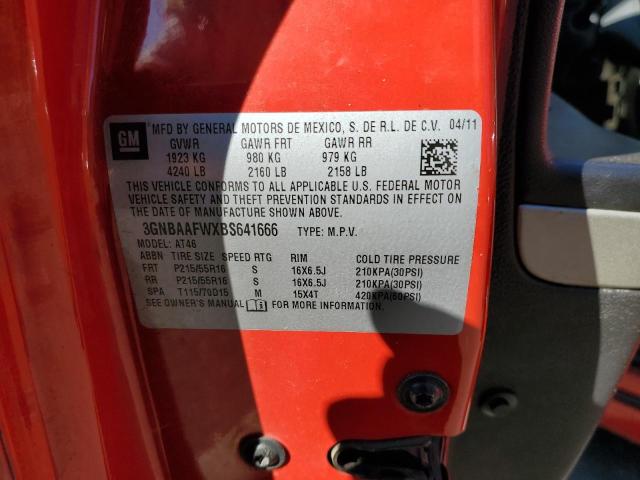 GM
MFD BY GENERAL MOTORS DE MEXICO, S. DE R.L. DE C.V. 04/11
GVWR GAWR FRT GAWR RR
1923 KG 980 KG 979 KG
4240 LB 2160 LB 2158 LB
THIS VEHICLE CONFORMS TO ALL APPLICABLE U.S. FEDERAL MOTOR
VEHICLE SAFETY AND THEFT PREVENTION STANDARDS IN EFFECT ON
THE DATE OF MANUFACTURE SHOWN ABOVE.
3GNBAAFWXBS641666 TYPE: M.P.V.
MODEL: AT46
ABBN TIRE SIZE SPEED RTG RIM COLD TIRE PRESSURE
FRT P215/55R16 S 16X6.5J 210KPA(30PSI)
RR P215/55R16 S 16X6.5J 210KPA(30PSI)
SPA T115/70D15 M 15X4T 420KPA(60PSI)
SEE OWNER'S MANUAL FOR MORE INFORMATION.